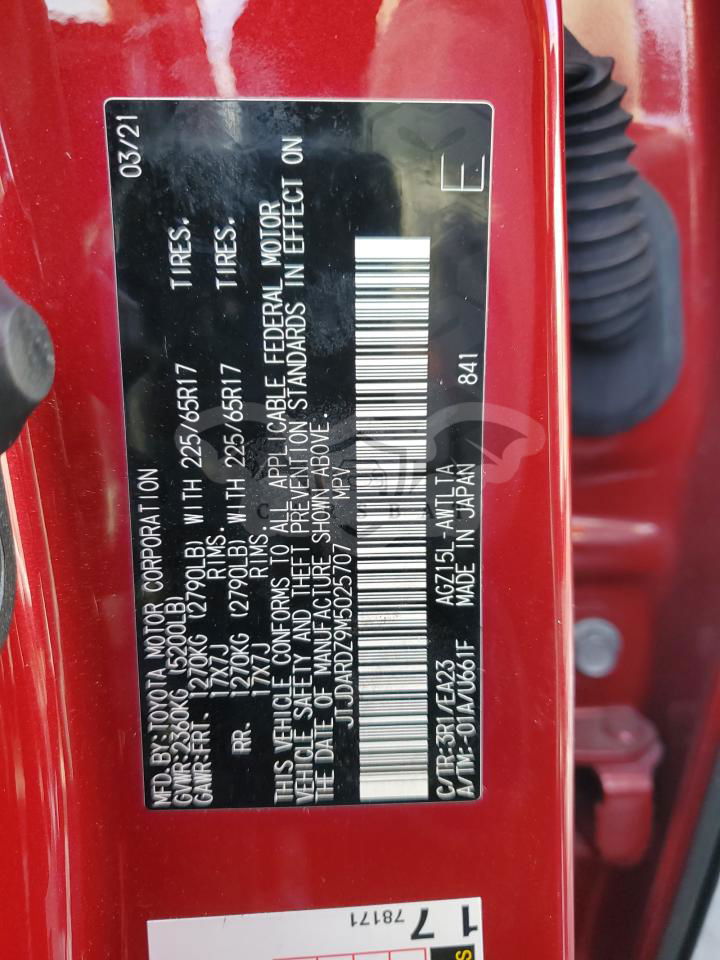 MFD. BY: TOYOTA MOTOR CORPORATION 03/21
GVWR: 2360KG (5200LB)
GAWR: FRT. 1270KG (2790LB) WITH 225/65R17 TIRES.
17X7J RIMS.
RR. 1270KG (2790LB) WITH 225/65R17 TIRES.
17X7J RIMS.
THIS VEHICLE CONFORMS TO ALL APPLICABLE FEDERAL MOTOR
VEHICLE SAFETY AND THEFT PREVENTION STANDARDS IN EFFECT ON
THE DATE OF MANUFACTURE SHOWN ABOVE.
JTJDARDZ9M5025707 MPV
C/TR: 3R1/EA23 AGZ15L-AWTLTA 841
A/TM: -01A/U661F MADE IN JAPAN
E
17
78171